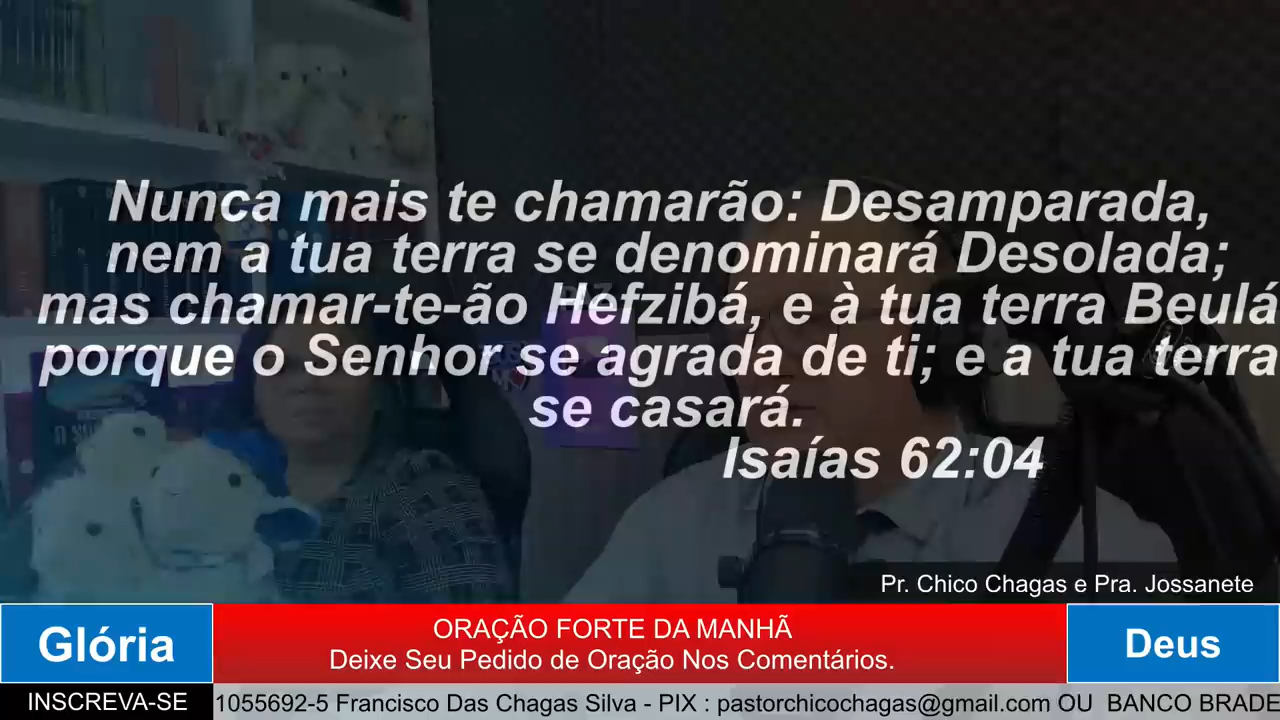 Nunca mais te chamarão: Desamparada,
nem a tua terra se denominará Desolada;
mas chamar-te-ão Hefzibá, e à tua terra Beulá
porque o Senhor se agrada de ti; e a tua terra
se casará.
Isaías 62:04
Pr. Chico Chagas e Pra. Jossanete
Glória
ORAÇÃO FORTE DA MANHÃ
Deixe Seu Pedido de Oração Nos Comentários.
Deus
INSCREVA-SE
1055692-5 Francisco Das Chagas Silva - PIX : pastorchicochagas@gmail.com OU BANCO BRADE